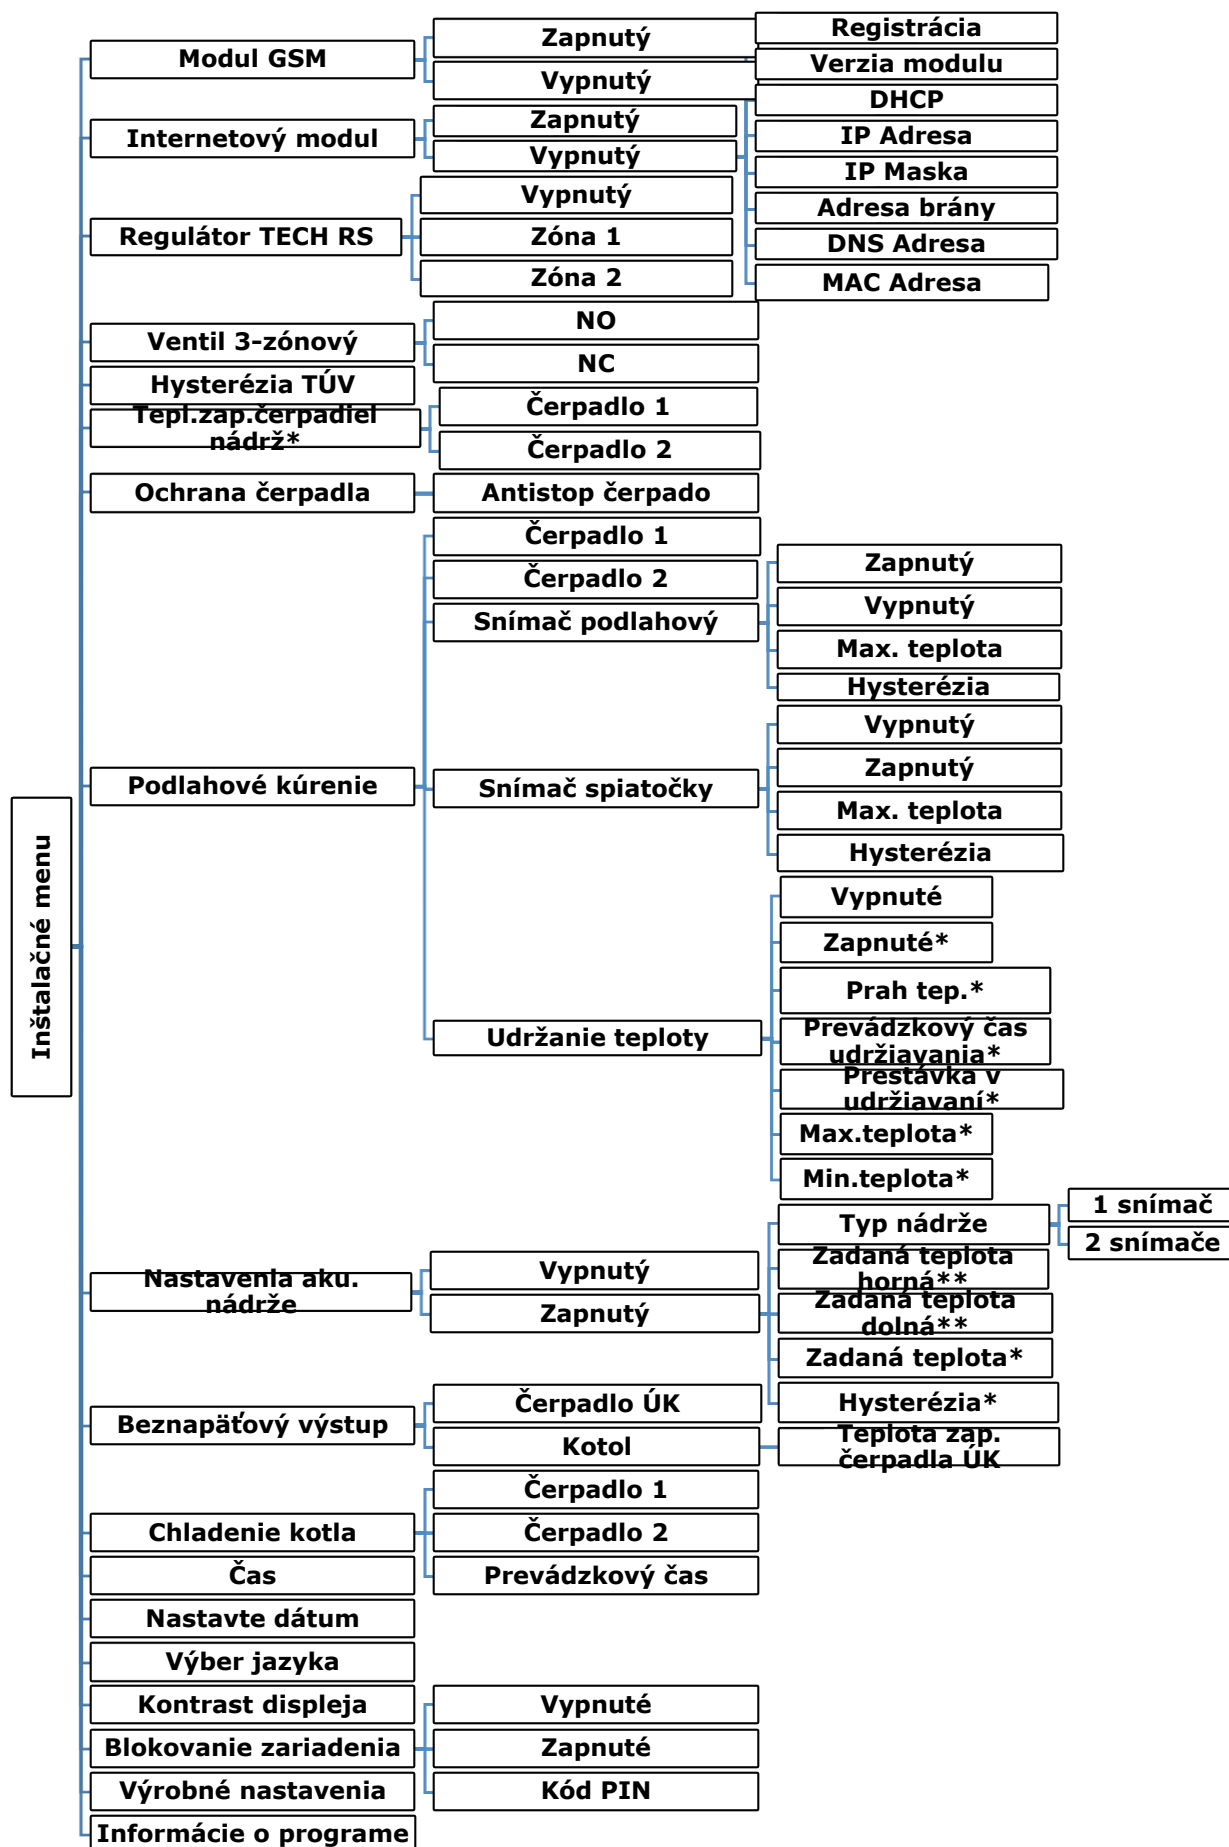 Inštalačné menu
Modul GSM
Zapnutý
Vypnutý
Internetový modul
Zapnutý
Vypnutý
Registrácia
Verzia modulu
DHCP
IP Adresa
IP Maska
Adresa brány
DNS Adresa
MAC Adresa
Regulátor TECH RS
Vypnutý
Zóna 1
Zóna 2
Ventil 3-zónový
NO
NC
Hysterézia TÚV
Tepl.zap.čerpadiel
nádrž*
Čerpadlo 1
Čerpadlo 2
Ochrana čerpadla
Antistop čerpado
Podlahové kúrenie
Čerpadlo 1
Čerpadlo 2
Snímač podlahový
Zapnutý
Vypnutý
Max. teplota
Hysterézia
Snímač spiatočky
Vypnutý
Zapnutý
Max. teplota
Hysterézia
Udržanie teploty
Vypnuté
Zapnuté*
Prah tep.*
Prevádzkový čas
udržiavania*
Prestávka v
udržiavaní*
Max.teplota*
Min.teplota*
Nastavenia aku.
nádrže
Vypnutý
Zapnutý
Typ nádrže
1 snímač
2 snímače
Zadaná teplota
horná**
Zadaná teplota
dolná**
Zadaná teplota*
Hysterézia*
Beznapäťový výstup
Čerpadlo ÚK
Kotol
Teplota zap.
čerpadla ÚK
Chladenie kotla
Čerpadlo 1
Čerpadlo 2
Prevádzkový čas
Čas
Nastavte dátum
Výber jazyka
Kontrast displeja
Blokovanie zariadenia
Vypnuté
Zapnuté
Kód PIN
Výrobné nastavenia
Informácie o programe